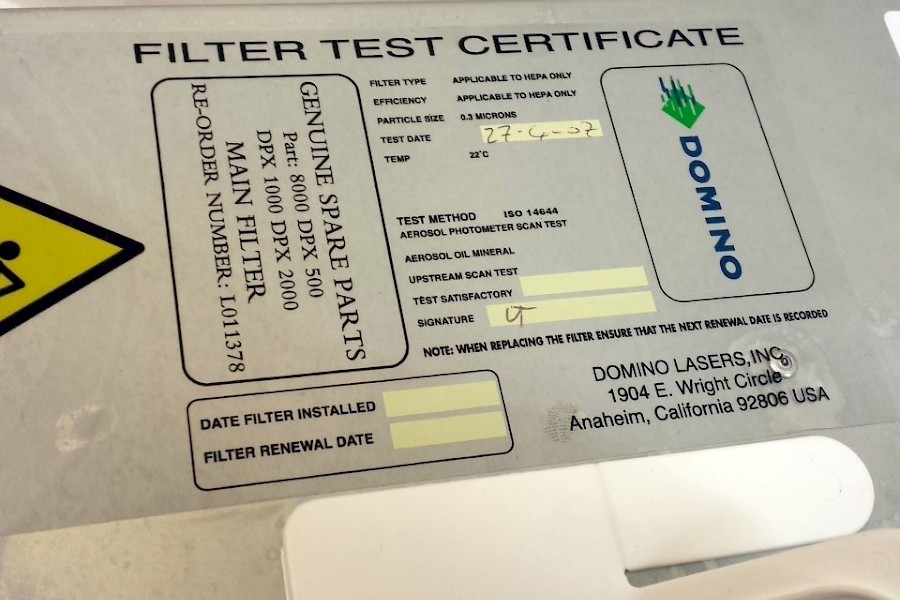 FILTER TEST CERTIFICATE
GENUINE SPARE PARTS
Part: 8000 DPX 500
DPX 1000 DPX 2000
MAIN FILTER
RE-ORDER NUMBER: L011378
FILTER TYPE APPLICABLE TO HEPA ONLY
EFFICIENCY APPLICABLE TO HEPA ONLY
PARTICLE SIZE 0.3 MICRONS
TEST DATE 27-4-07
TEMP 22°C
TEST METHOD ISO 14644
AEROSOL PHOTOMETER SCAN TEST
AEROSOL OIL MINERAL
UPSTREAM SCAN TEST
TEST SATISFACTORY
SIGNATURE
NOTE: WHEN REPLACING THE FILTER ENSURE THAT THE NEXT RENEWAL DATE IS RECORDED
DOMINO
DATE FILTER INSTALLED
FILTER RENEWAL DATE
DOMINO LASERS, INC.
1904 E. Wright Circle
Anaheim, California 92806 USA